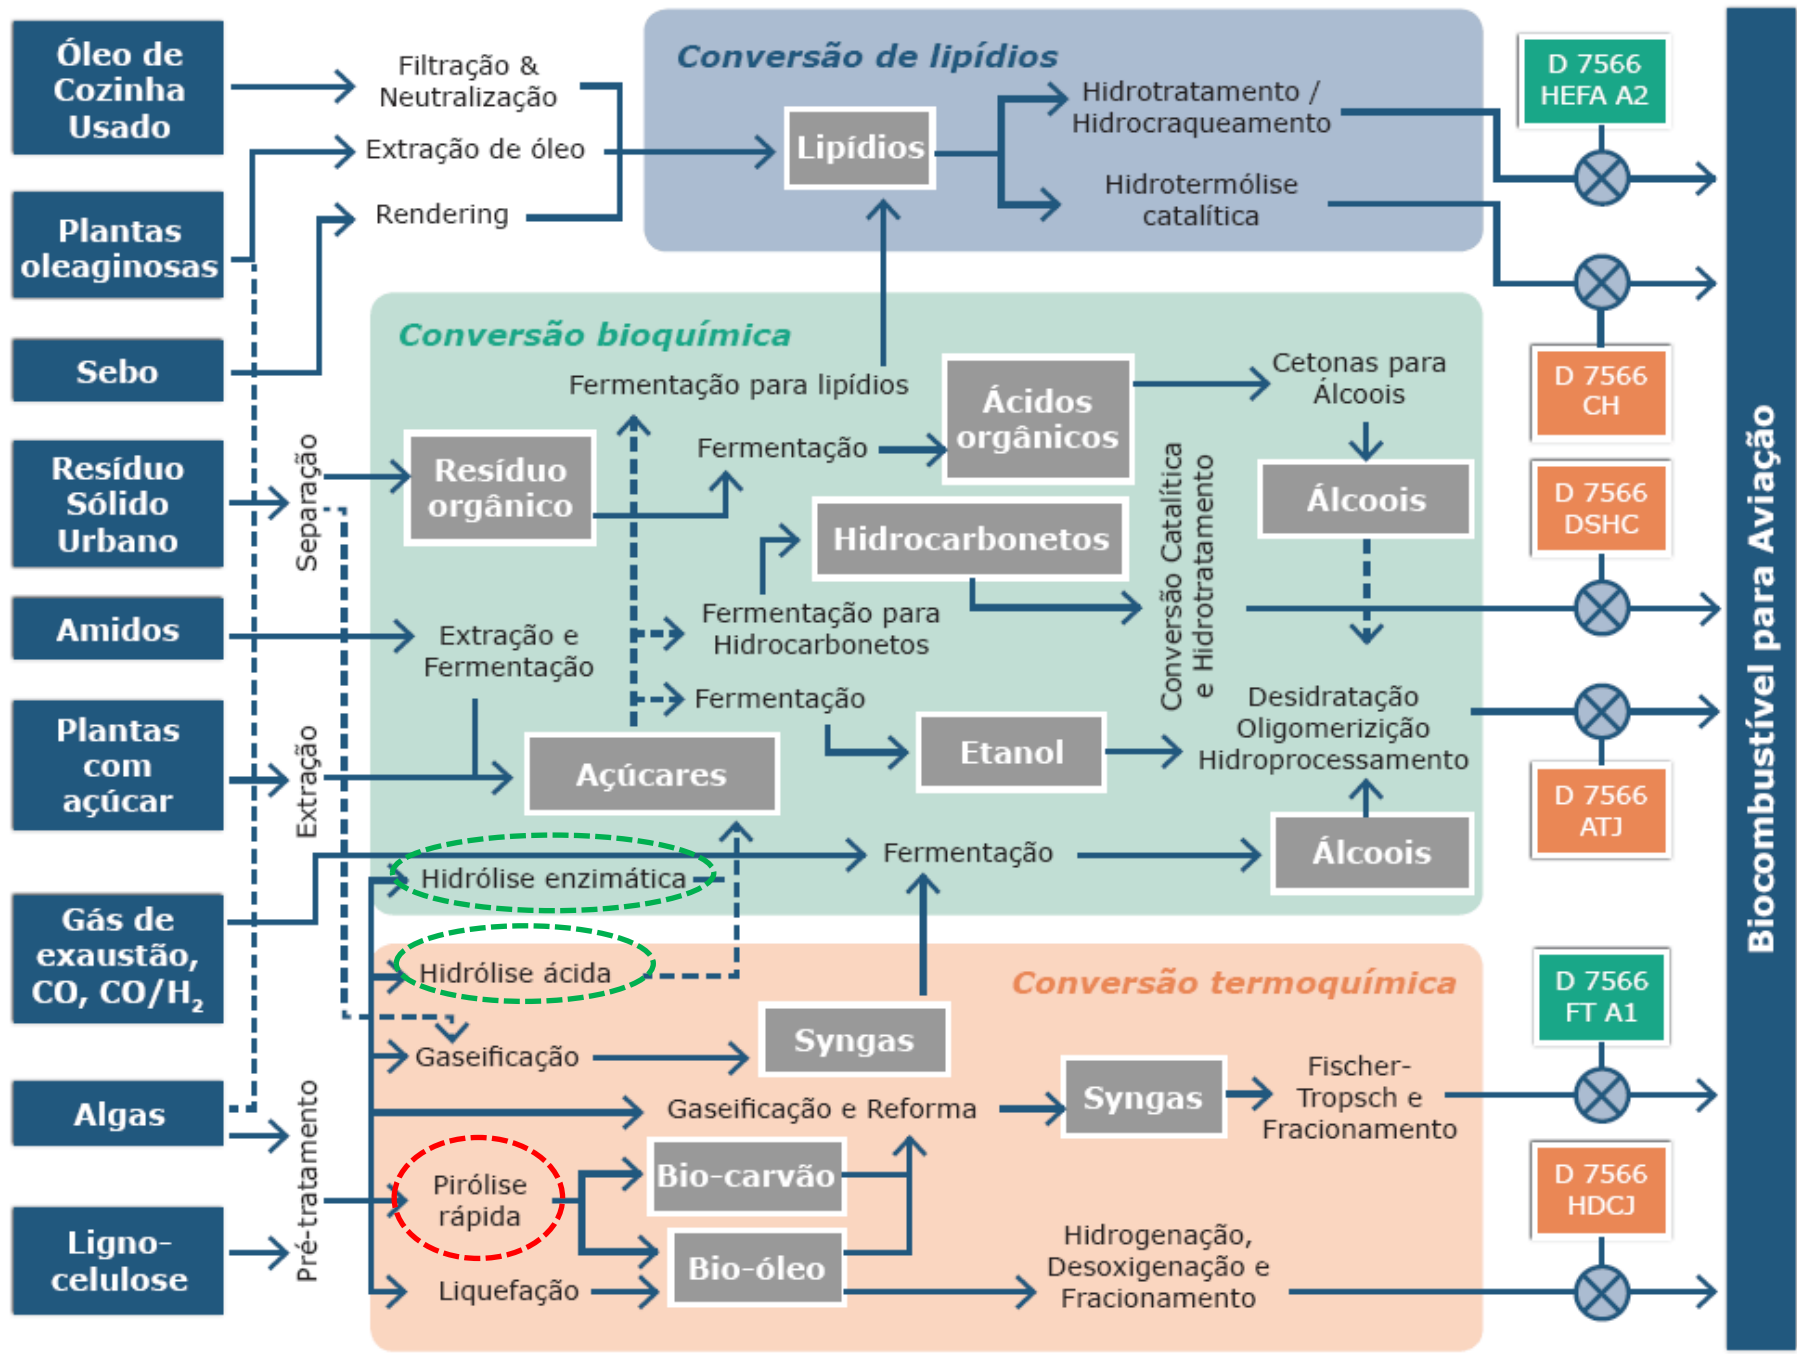 Óleo de
Cozinha
Usado
Plantas
oleaginosas
Sebo
Resíduo
Sólido
Urbano
Amidos
Plantas
com
açúcar
Gás de
exaustão,
CO, CO/H₂
Algas
Ligno-
celulose
Filtração &
Neutralização
Extração de óleo
Rendering
Separação
Extração
Pré-tratamento
Conversão de lipídios
Lipídios
Hidrotratamento /
Hidrocraqueamento
Hidrotermólise
catalítica
Conversão bioquímica
Fermentação para lipídios
Resíduo
orgânico
Fermentação
Ácidos
orgânicos
Cetonas para
Álcoois
Álcoois
Hidrocarbonetos
Fermentação para
Hidrocarbonetos
Conversão Catalítica
e Hidrotratamento
Extração e
Fermentação
Fermentação
Açúcares
Etanol
Desidratação
Oligomerizição
Hidroprocessamento
Hidrólise enzimática
Fermentação
Álcoois
Hidrólise ácida
Conversão termoquímica
Gaseificação
Syngas
Gaseificação e Reforma
Syngas
Fischer-
Tropsch e
Fracionamento
Pirólise
rápida
Bio-carvão
Bio-óleo
Liquefação
Hidrogenação,
Desoxigenação e
Fracionamento
D 7566
HEFA A2
D 7566
CH
D 7566
DSHC
D 7566
ATJ
D 7566
FT A1
D 7566
HDCJ
Biocombustível para Aviação